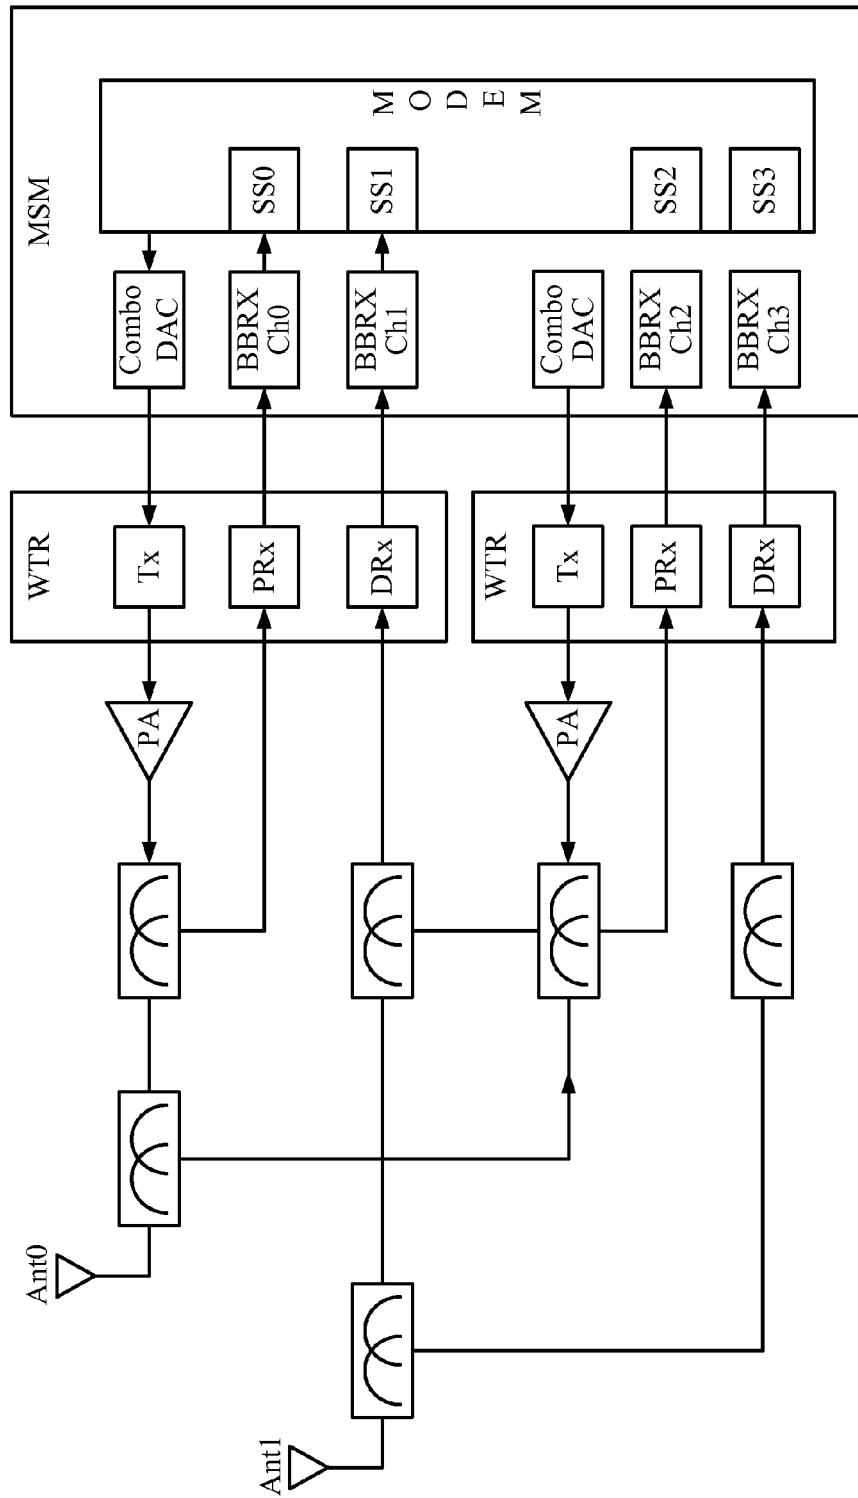 Ant0
Ant1
PA
PA
WTR
Tx
PRx
DRx
WTR
Tx
PRx
DRx
MSM
Combo
DAC
BBRX
Ch0
BBRX
Ch1
Combo
DAC
BBRX
Ch2
BBRX
Ch3
SS0
SS1
SS2
SS3
MODEM